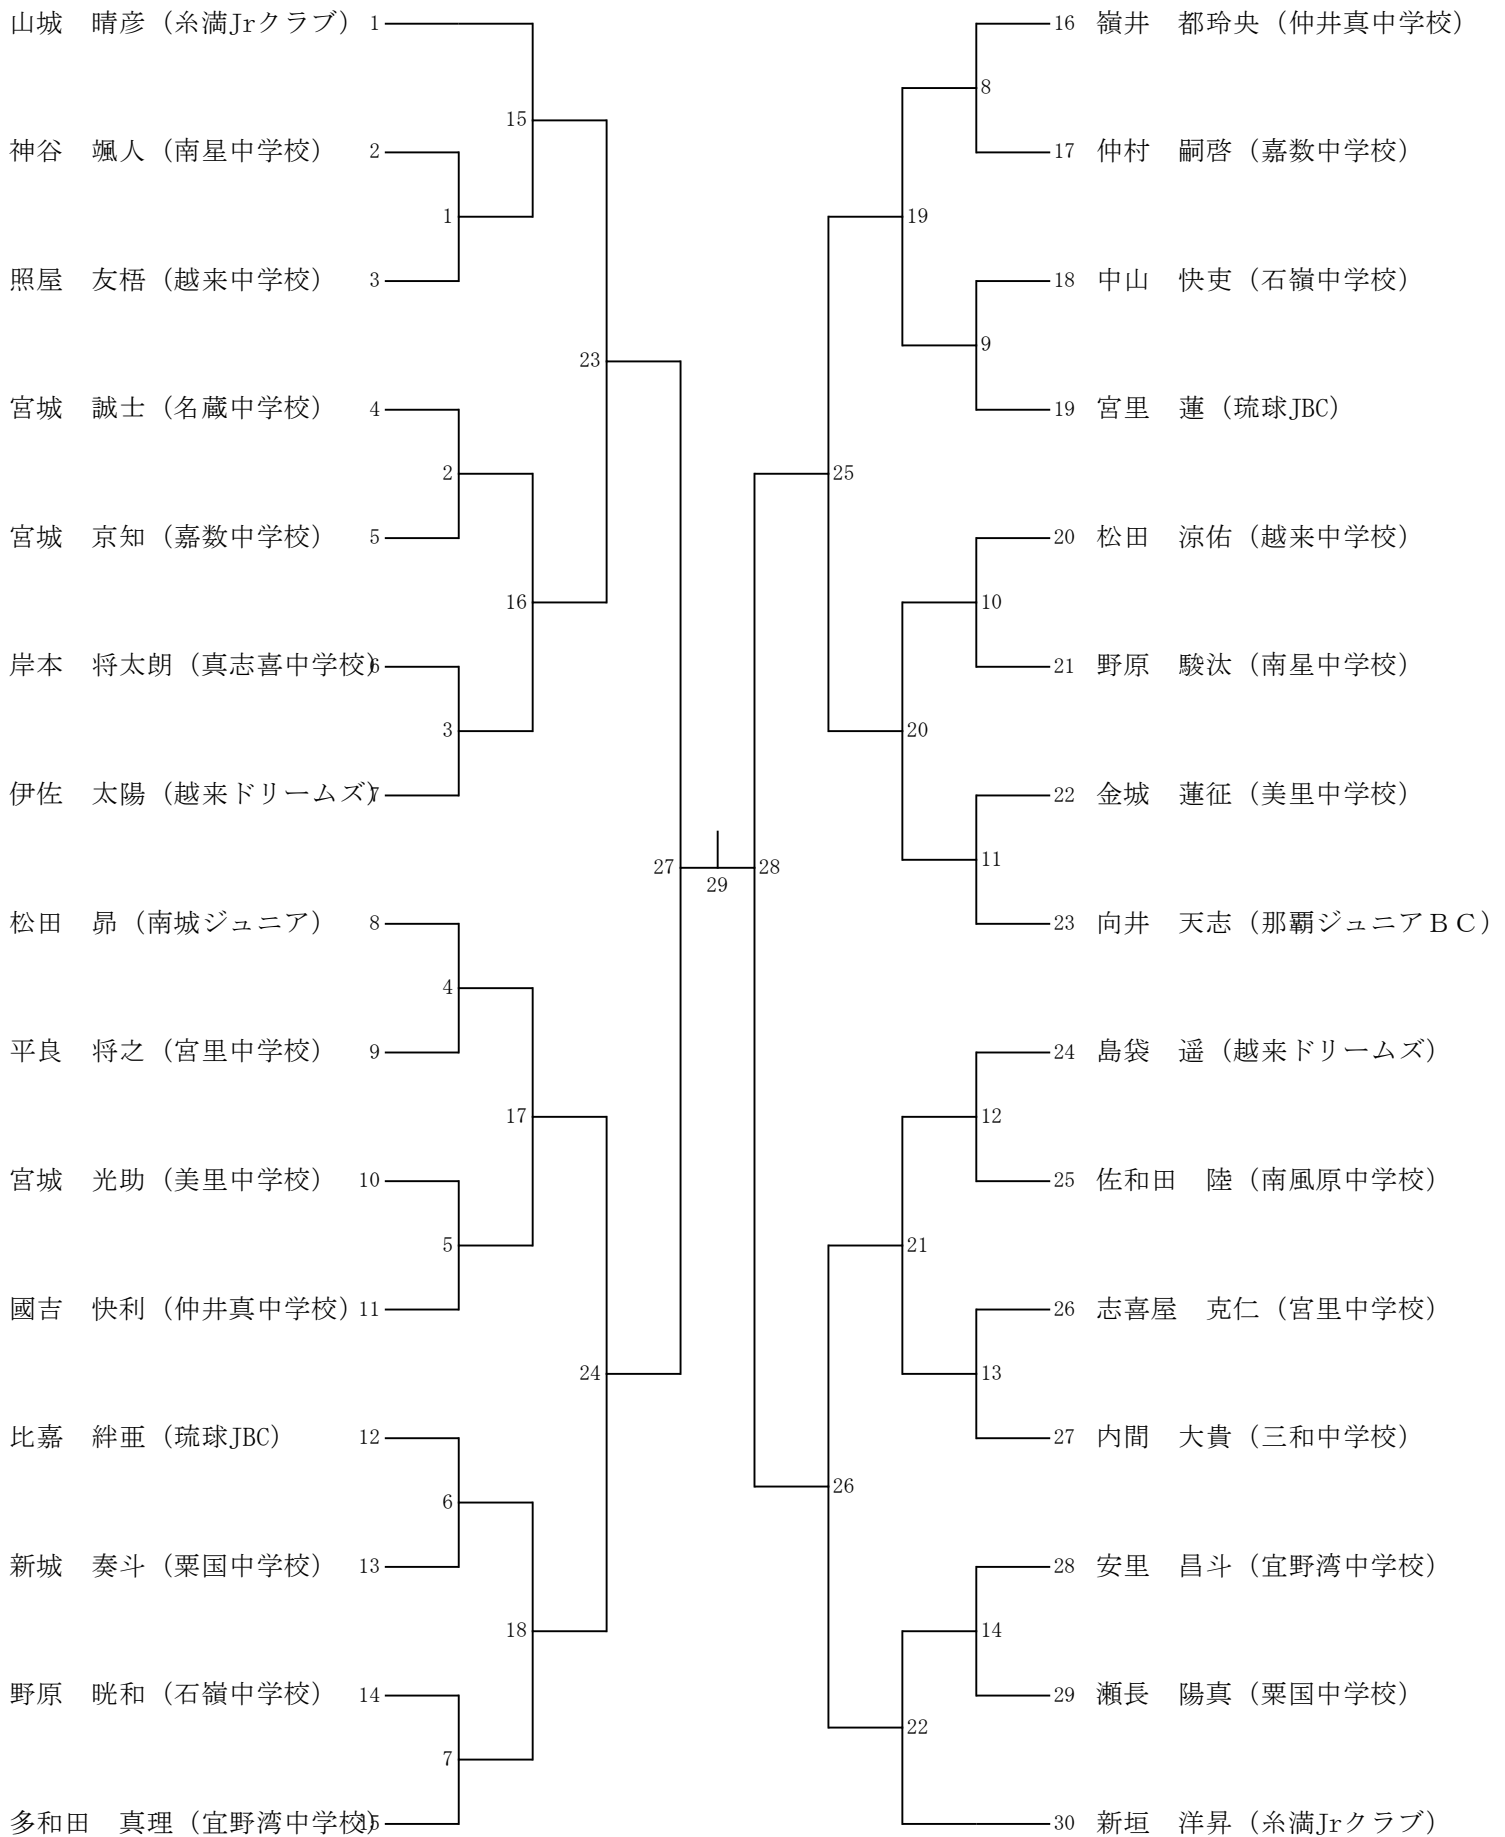 山城　晴彦（糸満Jrクラブ） 1
神谷　颯人（南星中学校） 2
照屋　友梧（越来中学校） 3
宮城　誠士（名蔵中学校） 4
宮城　京知（嘉数中学校） 5
岸本　将太朗（真志喜中学校） 6
伊佐　太陽（越来ドリームズ） 7
松田　昴（南城ジュニア） 8
平良　将之（宮里中学校） 9
宮城　光助（美里中学校） 10
國吉　快利（仲井真中学校） 11
比嘉　絆亜（琉球JBC） 12
新城　奏斗（粟国中学校） 13
野原　晄和（石嶺中学校） 14
多和田　真理（宜野湾中学校） 15
1
2
3
4
5
6
7
15
16
17
18
23
24
27
29
28
25
26
19
20
21
22
8
9
10
11
12
13
14
16 嶺井　都玲央（仲井真中学校）
17 仲村　嗣啓（嘉数中学校）
18 中山　快吏（石嶺中学校）
19 宮里　蓮（琉球JBC）
20 松田　涼佑（越来中学校）
21 野原　駿汰（南星中学校）
22 金城　蓮征（美里中学校）
23 向井　天志（那覇ジュニアＢＣ）
24 島袋　遥（越来ドリームズ）
25 佐和田　陸（南風原中学校）
26 志喜屋　克仁（宮里中学校）
27 内間　大貴（三和中学校）
28 安里　昌斗（宜野湾中学校）
29 瀬長　陽真（粟国中学校）
30 新垣　洋昇（糸満Jrクラブ）